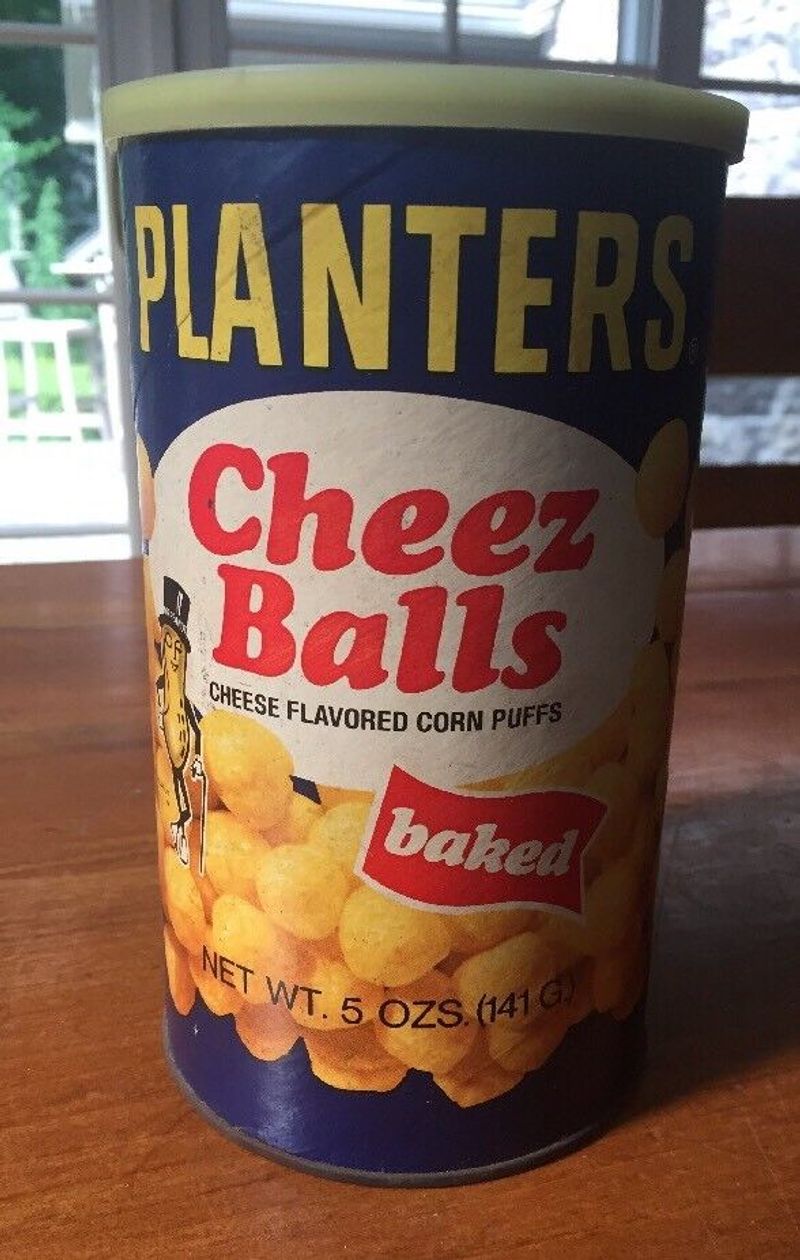 PLANTERS®
Cheez
Balls
CHEESE FLAVORED CORN PUFFS
baked
NET WT. 5 OZS. (141 G.)